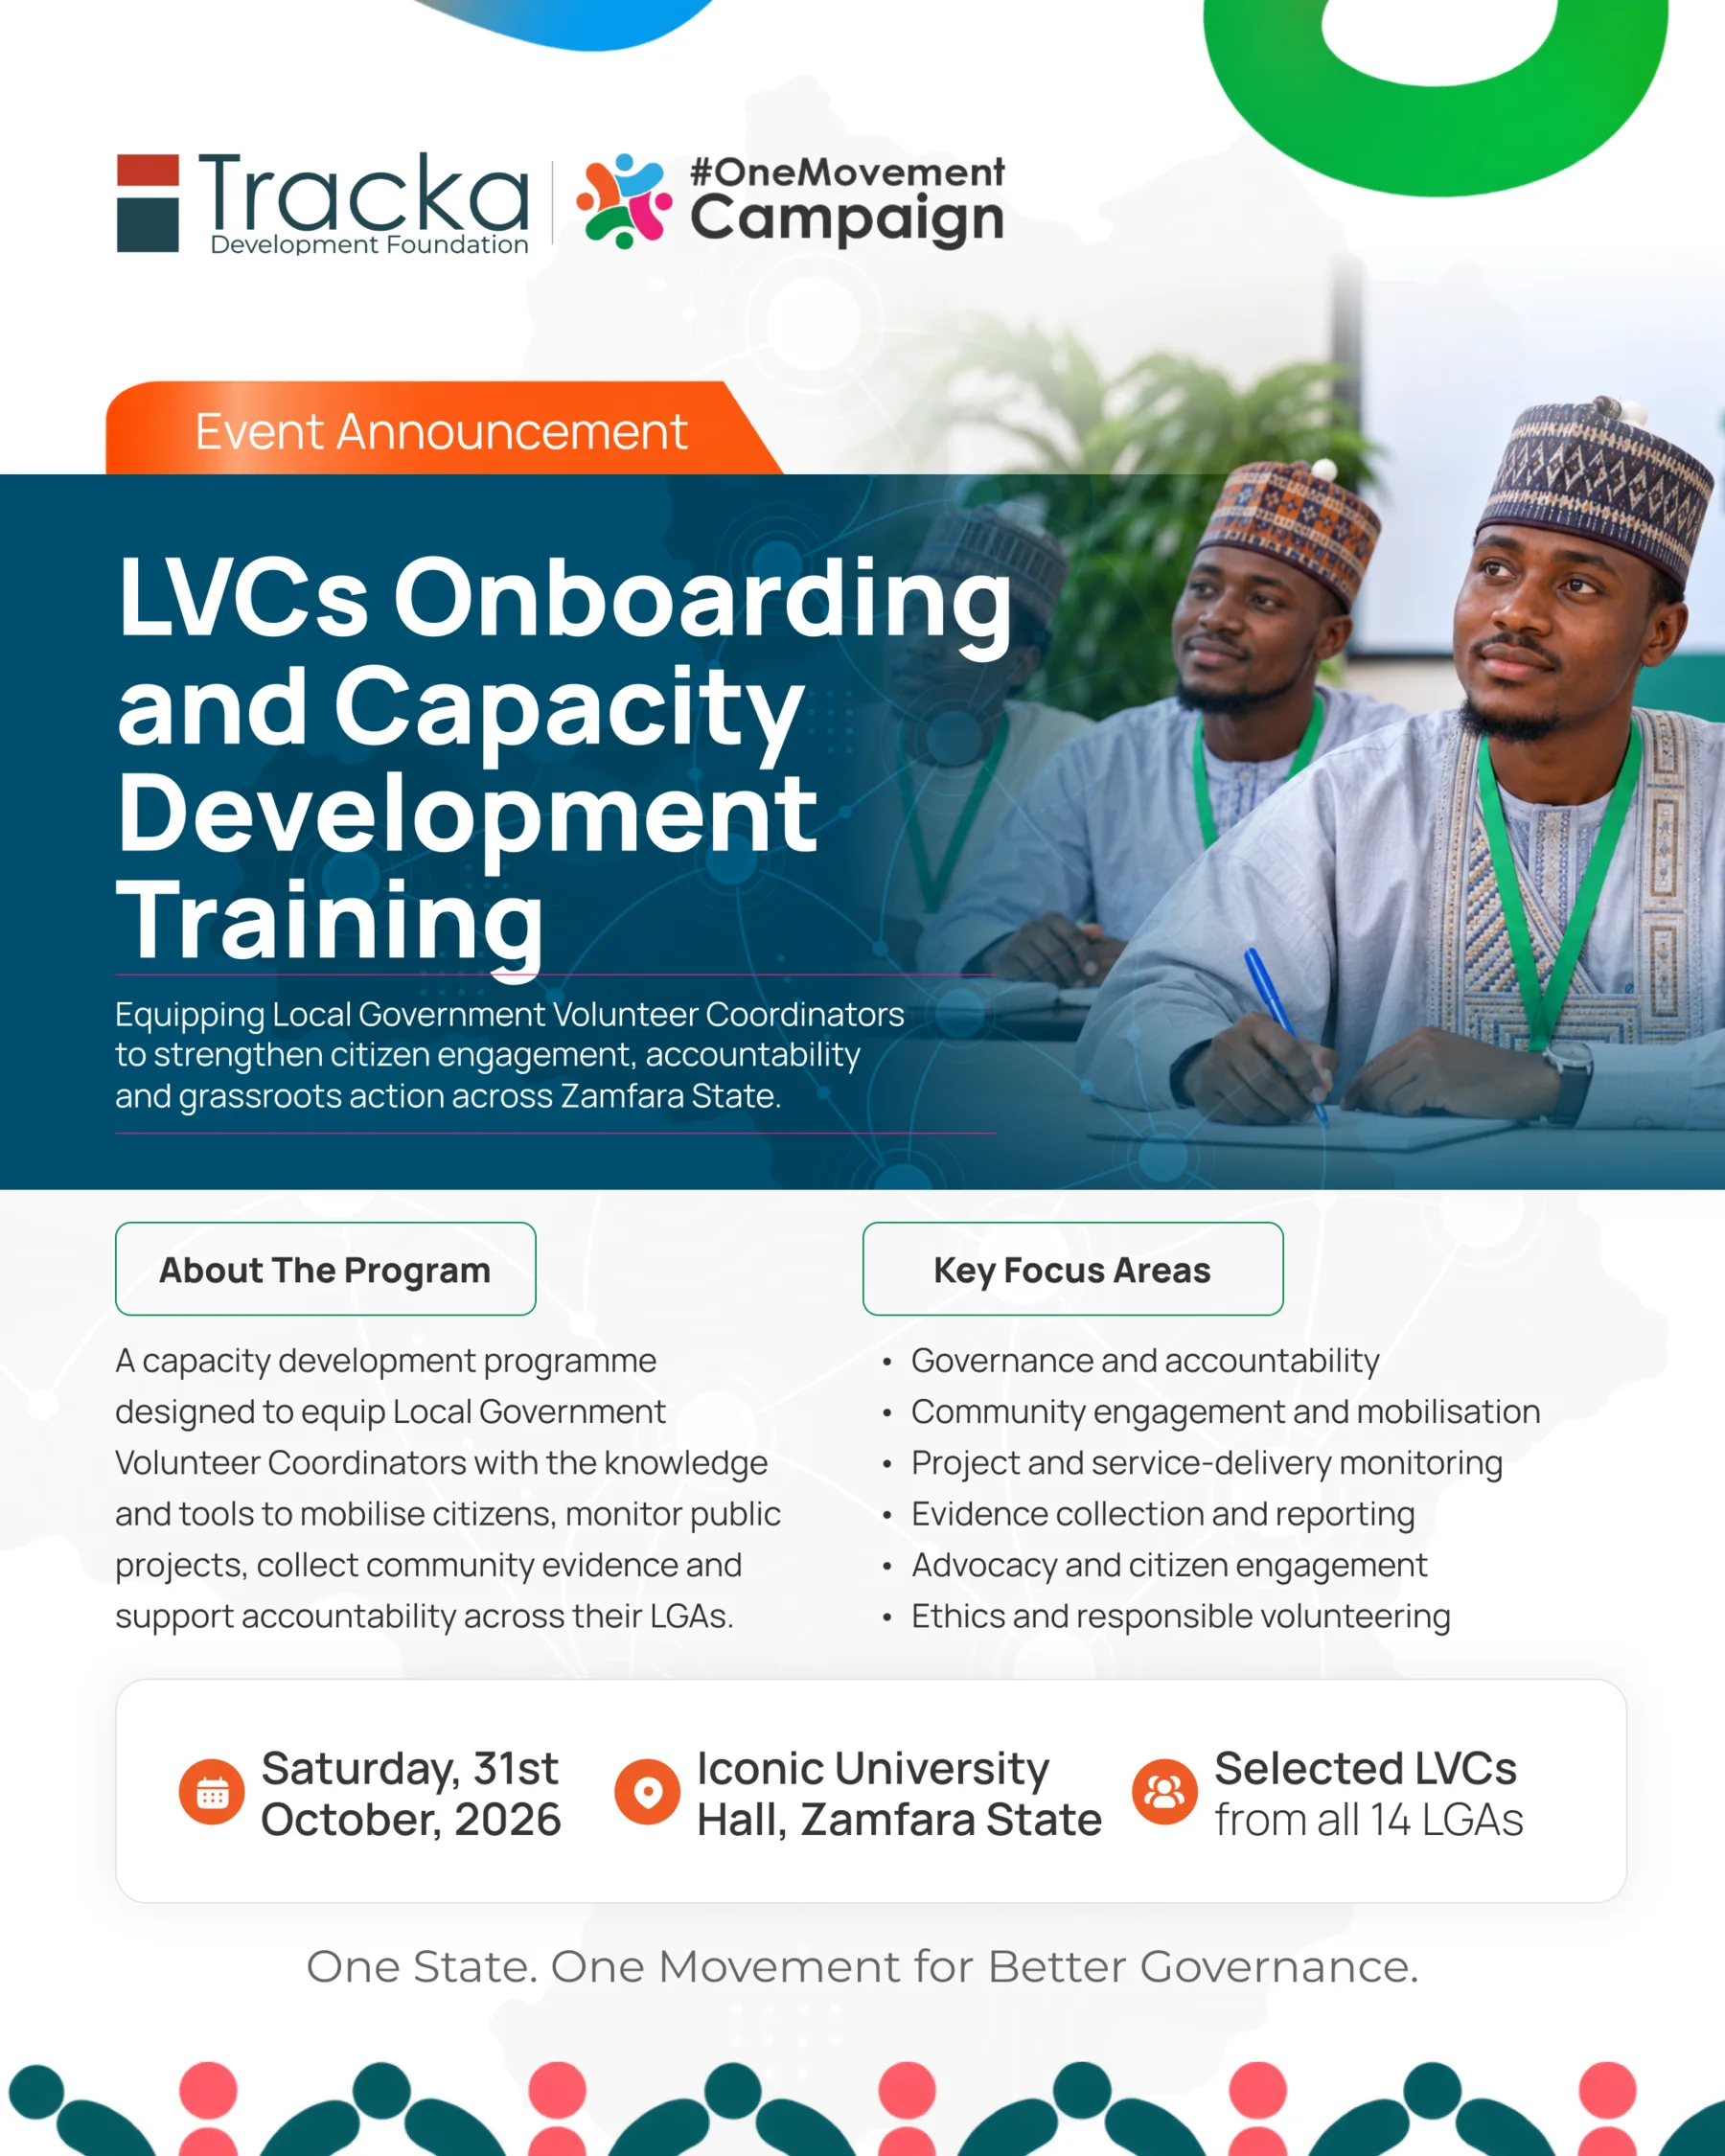 Tracka
Development Foundation
#OneMovement
Campaign
Event Announcement
LVCs Onboarding
and Capacity
Development
Training
Equipping Local Government Volunteer Coordinators
to strengthen citizen engagement, accountability
and grassroots action across Zamfara State.
About The Program
A capacity development programme
designed to equip Local Government
Volunteer Coordinators with the knowledge
and tools to mobilise citizens, monitor public
projects, collect community evidence and
support accountability across their LGAs.
Key Focus Areas
• Governance and accountability
• Community engagement and mobilisation
• Project and service-delivery monitoring
• Evidence collection and reporting
• Advocacy and citizen engagement
• Ethics and responsible volunteering
Saturday, 31st
October, 2026
Iconic University
Hall, Zamfara State
Selected LVCs
from all 14 LGAs
One State. One Movement for Better Governance.